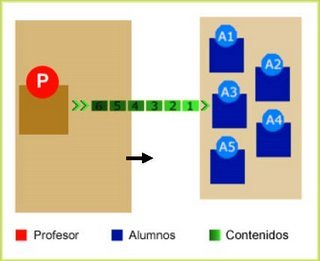 A1
A2
P
6 5 4 3 2 1
A3
A4
A5
Profesor
Alumnos
Contenidos